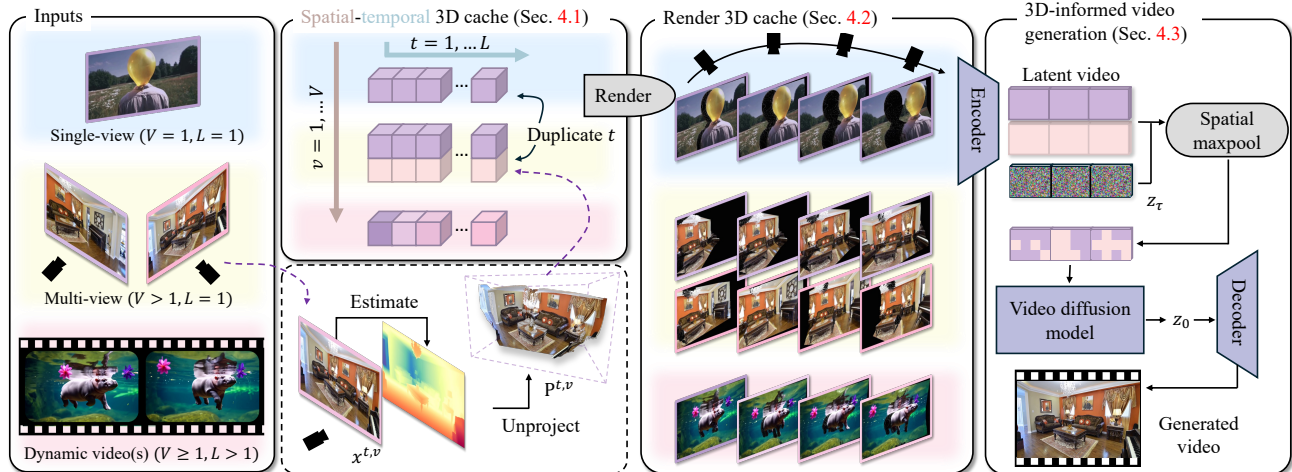 Inputs
Single-view (V = 1, L = 1)
Multi-view (V > 1, L = 1)
Dynamic video(s) (V ≥ 1, L > 1)
Spatial-temporal 3D cache (Sec. 4.1)
t = 1, … L
v = 1, … V
...
...
Duplicate t
...
Estimate
x^{t,v}
P^{t,v}
Unproject
Render
Render 3D cache (Sec. 4.2)
Encoder
3D-informed video
generation (Sec. 4.3)
Latent video
Spatial
maxpool
z_τ
Video diffusion
model
z_0
Decoder
Generated
video